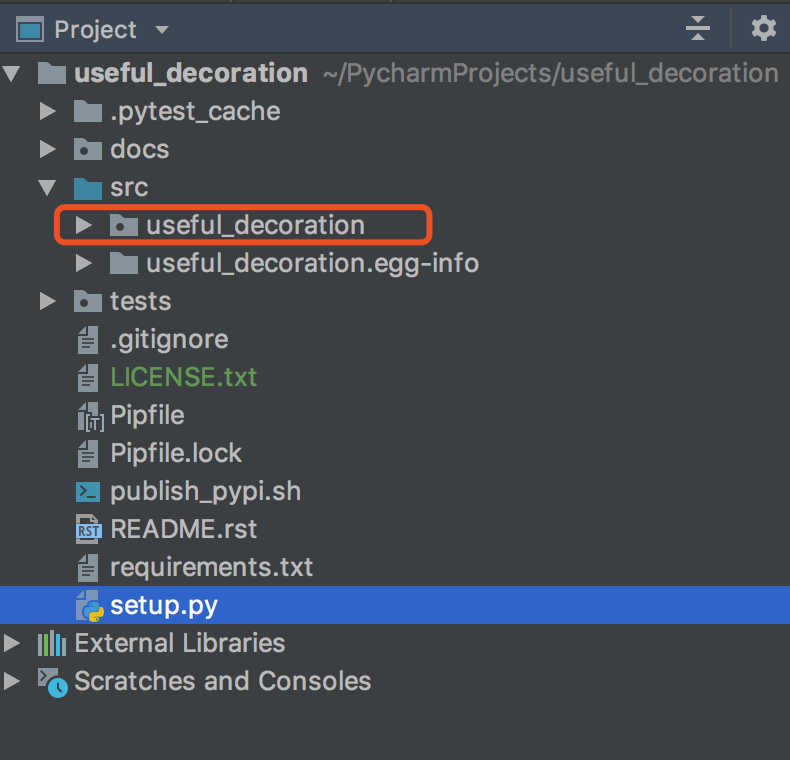 Project
useful_decoration ~/PycharmProjects/useful_decoration
.pytest_cache
docs
src
useful_decoration
useful_decoration.egg-info
tests
.gitignore
LICENSE.txt
Pipfile
Pipfile.lock
publish_pypi.sh
RST README.rst
requirements.txt
setup.py
External Libraries
Scratches and Consoles